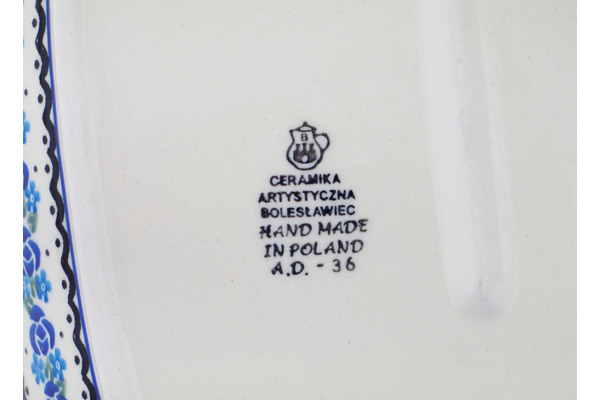 B
CERAMIKA
ARTYSTYCZNA
BOLESŁAWIEC
HAND MADE
IN POLAND
A.D. - 36